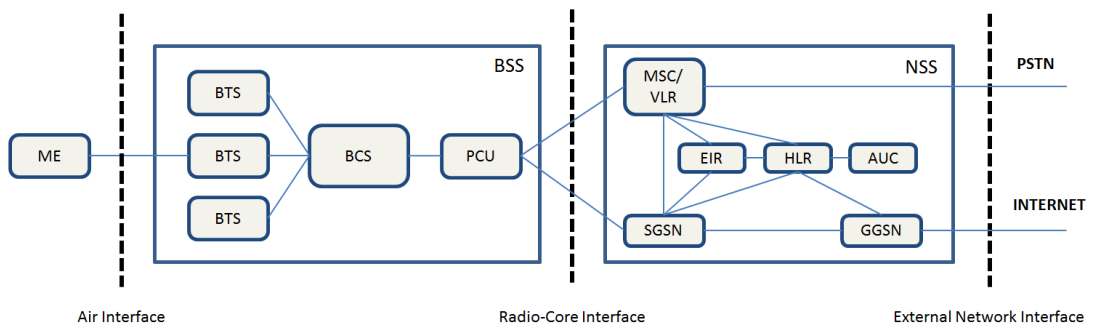 BSS
NSS
PSTN
MSC/
VLR
BTS
ME
BTS
BCS
PCU
EIR
HLR
AUC
BTS
SGSN
GGSN
INTERNET
Air Interface
Radio-Core Interface
External Network Interface